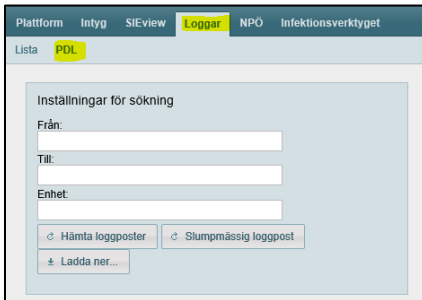 Plattform Intyg SIEview Loggar NPÖ Infektionsverktyget
Lista PDL
Inställningar för sökning
Från:
Till:
Enhet:
Hämta loggposter Slumpmässig loggpost
Ladda ner...